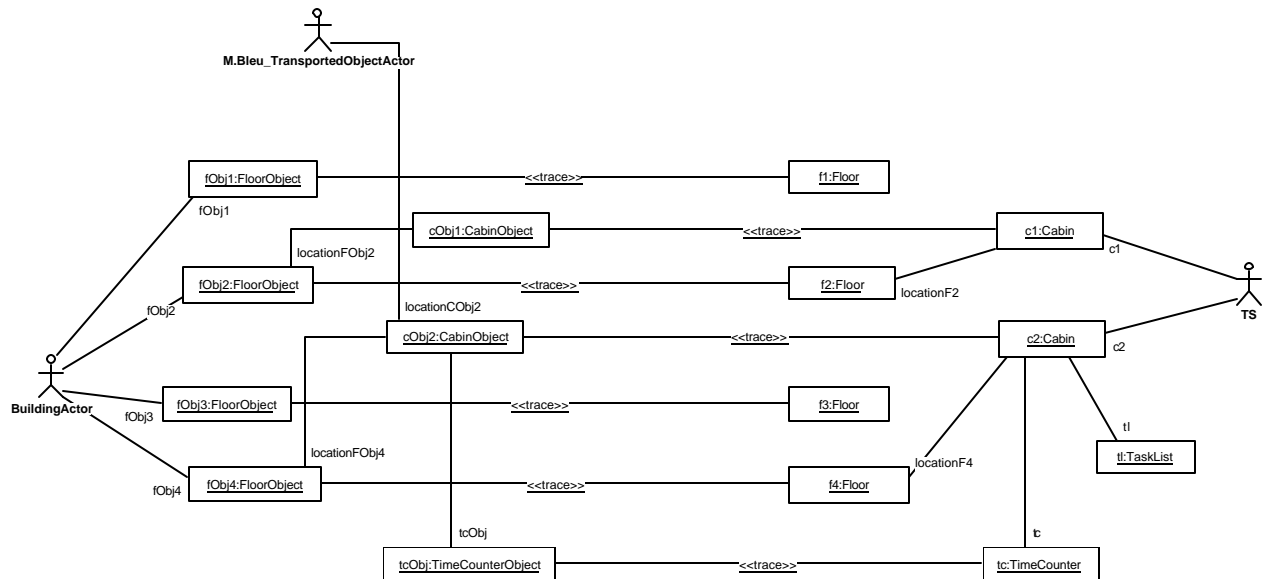 M.Bleu_TransportedObjectActor
fObj1:FloorObject
<<trace>>
f1:Floor
fObj1
cObj1:CabinObject
<<trace>>
c1:Cabin
c1
locationFObj2
fObj2:FloorObject
<<trace>>
f2:Floor
locationF2
fObj2
TS
locationCObj2
cObj2:CabinObject
<<trace>>
c2:Cabin
c2
BuildingActor
fObj3:FloorObject
<<trace>>
f3:Floor
fObj3
tl
tl:TaskList
locationFObj4
locationF4
fObj4:FloorObject
<<trace>>
f4:Floor
fObj4
tcObj
tc
tcObj:TimeCounterObject
<<trace>>
tc:TimeCounter